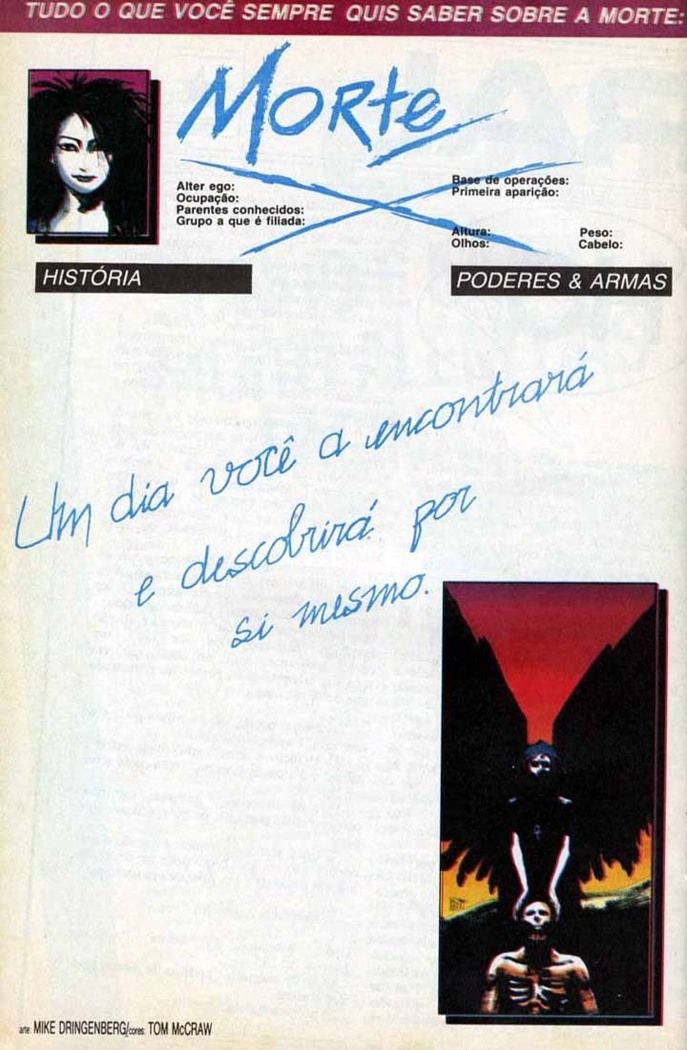 TUDO O QUE VOCÊ SEMPRE QUIS SABER SOBRE A MORTE:
MORte
Alter ego:
Ocupação:
Parentes conhecidos:
Grupo a que é filiada:
Base de operações:
Primeira aparição:
Altura: Peso:
Olhos: Cabelo:
HISTÓRIA
PODERES & ARMAS
Um dia você a encontrará
e descobrirá por
si mesmo.
arte: MIKE DRINGENBERG/cores: TOM McCRAW